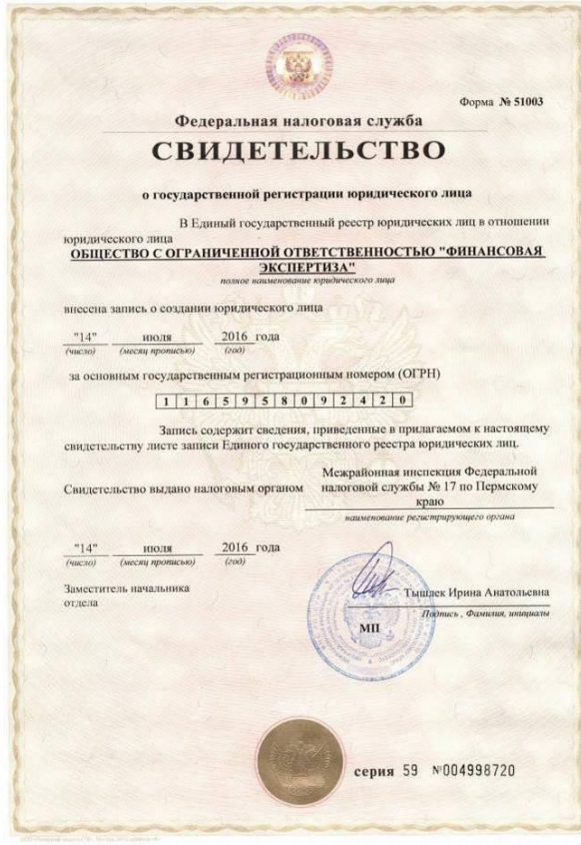 Форма № 51003
Федеральная налоговая служба
СВИДЕТЕЛЬСТВО
о государственной регистрации юридического лица
В Единый государственный реестр юридических лиц в отношении
юридического лица
ОБЩЕСТВО С ОГРАНИЧЕННОЙ ОТВЕТСТВЕННОСТЬЮ "ФИНАНСОВАЯ
ЭКСПЕРТИЗА"
полное наименование юридического лица
внесена запись о создании юридического лица
"14" июля 2016 года
(число) (месяц прописью) (год)
за основным государственным регистрационным номером (ОГРН)
1 1 6 5 9 5 8 0 9 2 4 2 0
Запись содержит сведения, приведенные в прилагаемом к настоящему
свидетельству листе записи Единого государственного реестра юридических лиц.
Свидетельство выдано налоговым органом
Межрайонная инспекция Федеральной
налоговой службы № 17 по Пермскому
краю
наименование регистрирующего органа
"14" июля 2016 года
(число) (месяц прописью) (год)
Заместитель начальника
отдела
Тышлек Ирина Анатольевна
Подпись , Фамилия, инициалы
МП
серия 59 №004998720